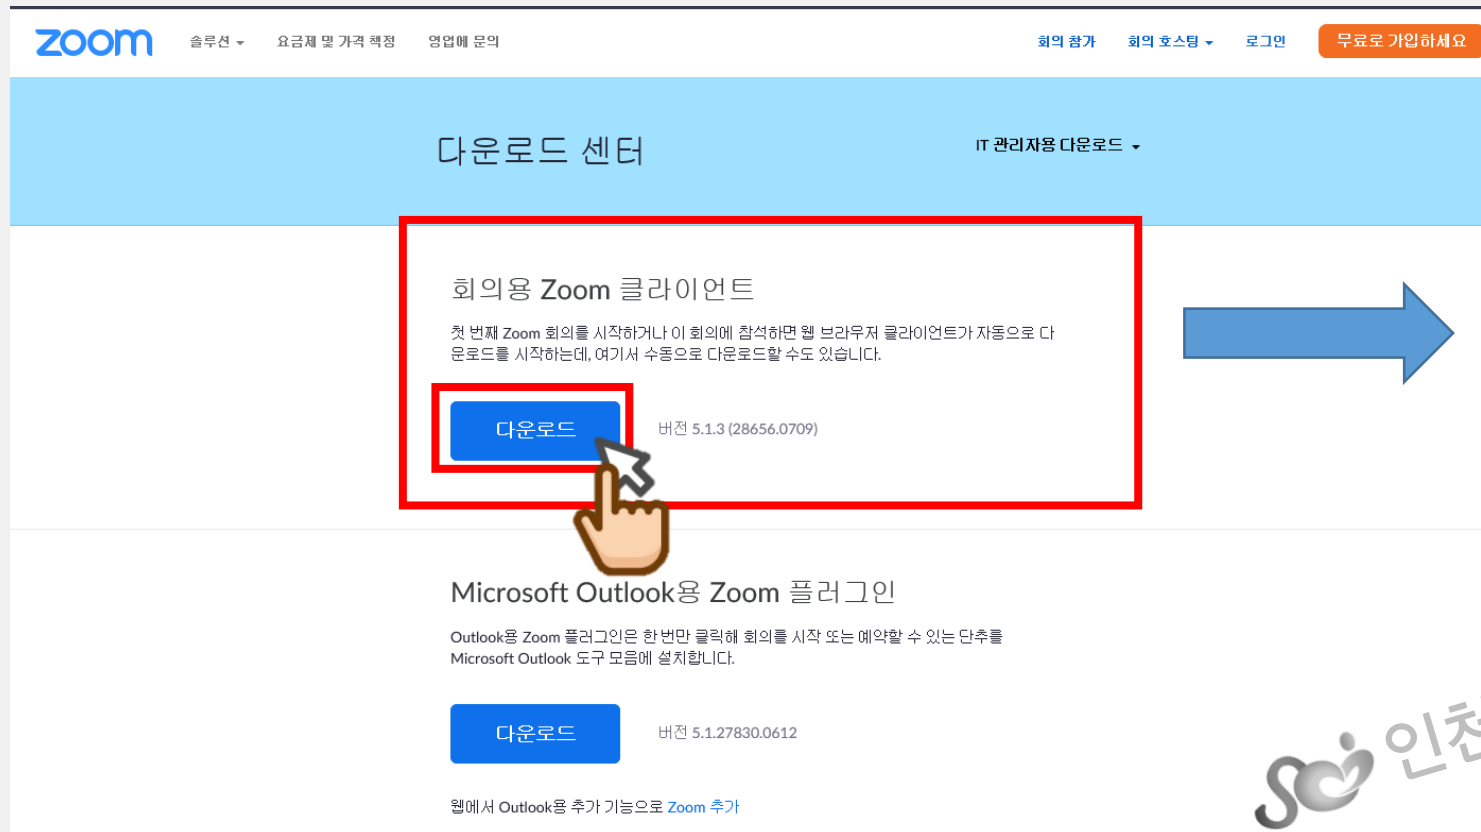 zoom 솔루션 요금제 및 가격 책정 영업에 문의 회의 참가 회의 호스팅 로그인 무료로 가입하세요
다운로드 센터 IT 관리자용 다운로드
회의용 Zoom 클라이언트
첫 번째 Zoom 회의를 시작하거나 이 회의에 참석하면 웹 브라우저 클라이언트가 자동으로 다
운로드를 시작하는데, 여기서 수동으로 다운로드할 수도 있습니다.
다운로드 버전 5.1.3 (28656.0709)
Microsoft Outlook용 Zoom 플러그인
Outlook용 Zoom 플러그인은 한 번만 클릭해 회의를 시작 또는 예약할 수 있는 단추를
Microsoft Outlook 도구 모음에 설치합니다.
다운로드 버전 5.1.27830.0612
웹에서 Outlook용 추가 기능으로 Zoom 추가
인천